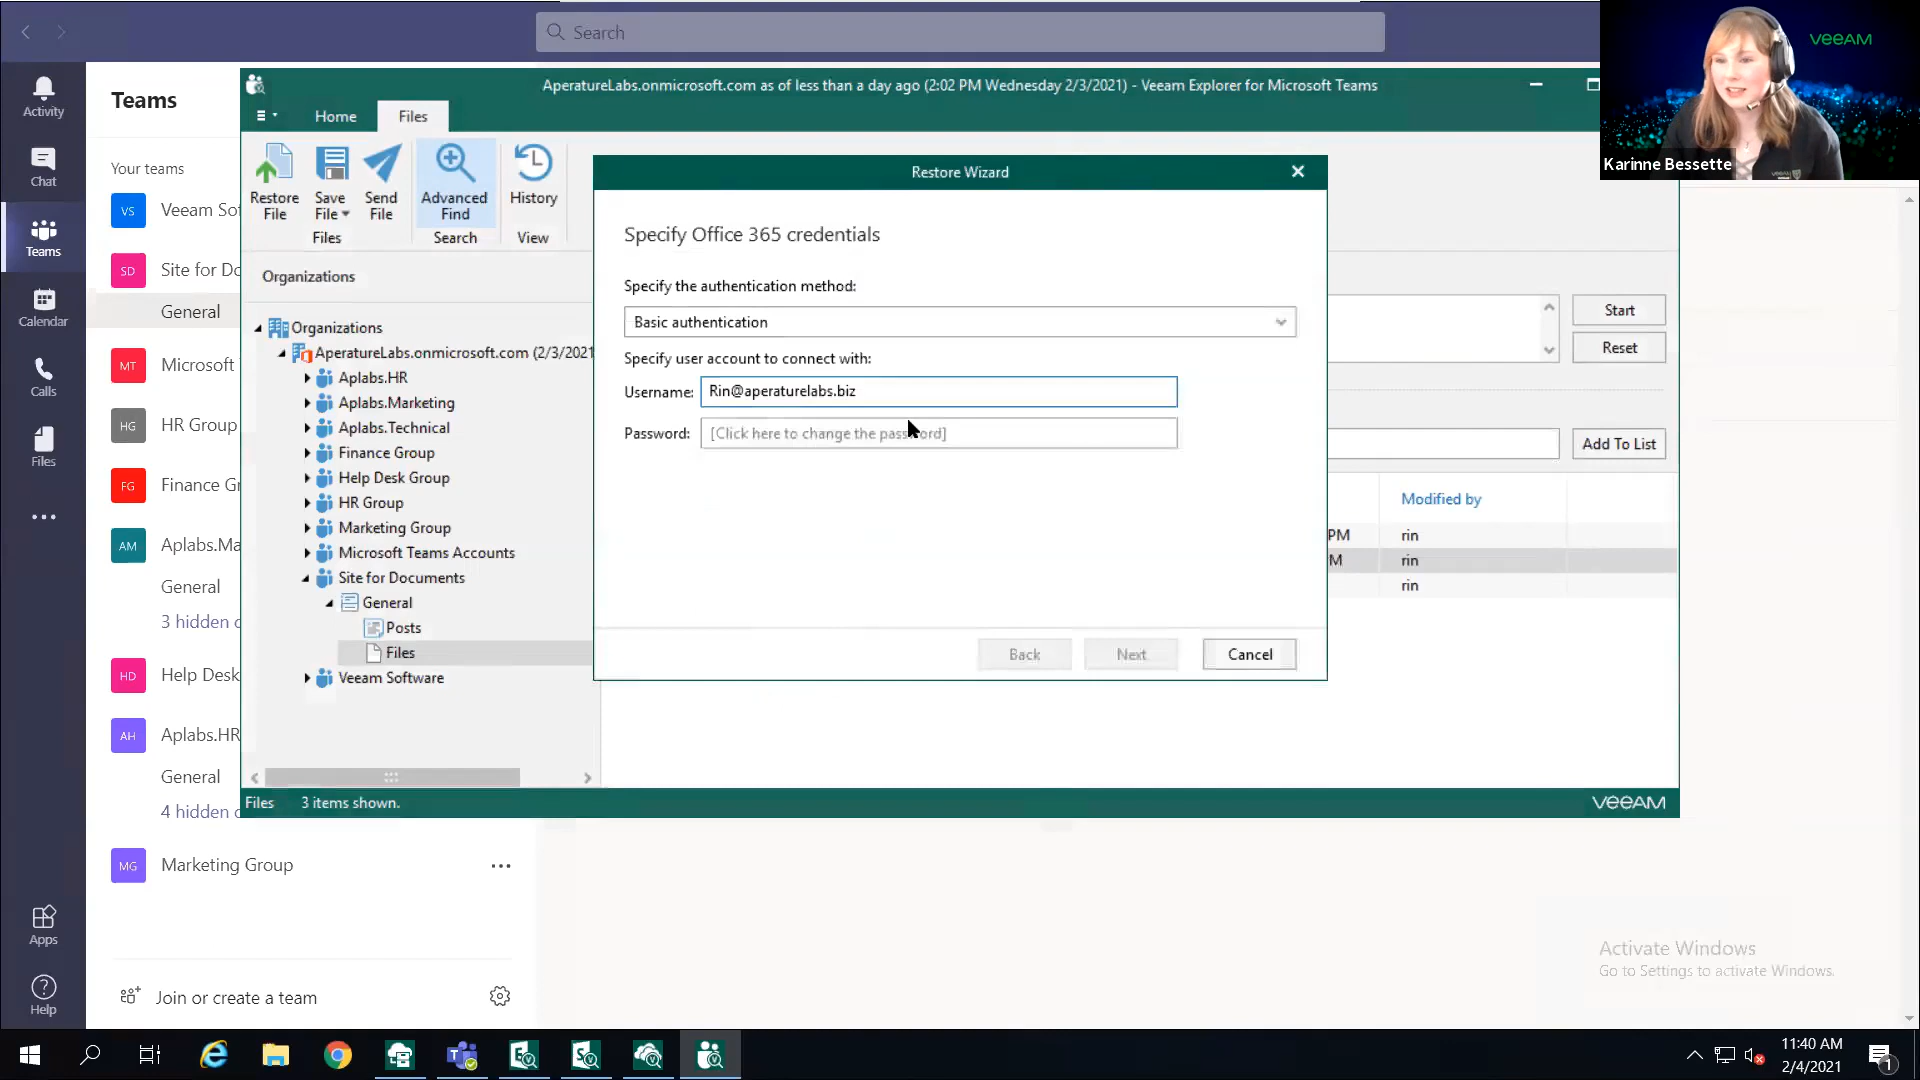 Search
VEEAM
Karinne Bessette
Activity
Chat
Teams
Calendar
Calls
Files
Apps
Help
Teams
Your teams
VS Veeam Sof
SD Site for Do
General
MT Microsoft
HG HR Group
FG Finance Gr
AM Aplabs.Ma
General
3 hidden c
HD Help Desk
AH Aplabs.HR
General
4 hidden c
MG Marketing Group
Join or create a team
AperatureLabs.onmicrosoft.com as of less than a day ago (2:02 PM Wednesday 2/3/2021) - Veeam Explorer for Microsoft Teams
Home Files
Restore File
Save File
Send File
Advanced Find
History
Files Search View
Organizations
Organizations
AperatureLabs.onmicrosoft.com (2/3/2021
Aplabs.HR
Aplabs.Marketing
Aplabs.Technical
Finance Group
Help Desk Group
HR Group
Marketing Group
Microsoft Teams Accounts
Site for Documents
General
Posts
Files
Veeam Software
Files 3 items shown.
VEEAM
Restore Wizard
Specify Office 365 credentials
Specify the authentication method:
Basic authentication
Specify user account to connect with:
Username: Rin@aperaturelabs.biz
Password: [Click here to change the password]
Back Next Cancel
Start
Reset
Add To List
Modified by
PM rin
M rin
rin
Activate Windows
Go to Settings to activate Windows.
11:40 AM
2/4/2021
1